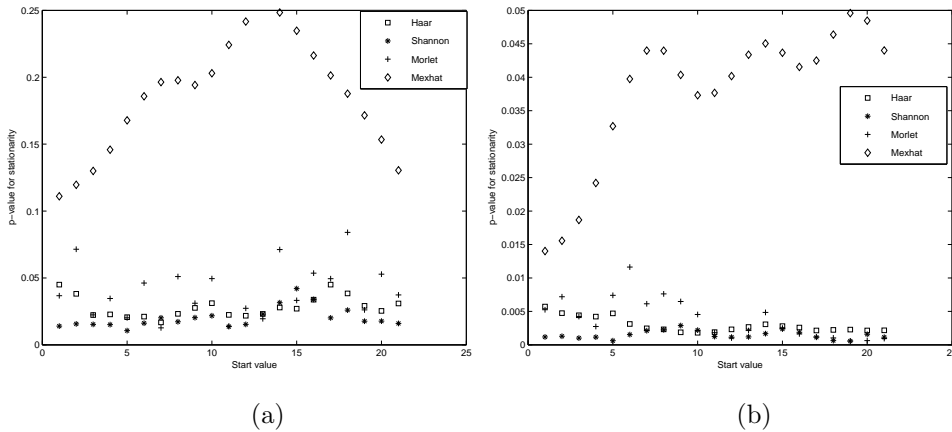 0.25
0.2
0.15
0.1
0.05
0
p-value for stationarity
0 5 10 15 20 25
Start value
Haar
Shannon
Morlet
Mexhat
(a)
0.05
0.045
0.04
0.035
0.03
0.025
0.02
0.015
0.01
0.005
0
p-value for stationarity
0 5 10 15 20 25
Start value
Haar
Shannon
Morlet
Mexhat
(b)